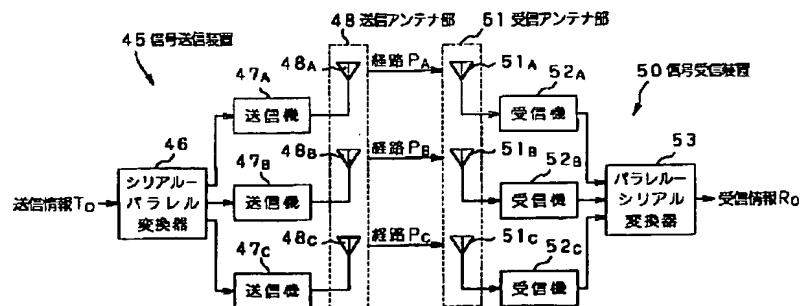 48 送信アンテナ部
51 受信アンテナ部
45 信号送信装置
50 信号受信装置
47A
48A
経路 PA
51A
52A
送信機
受信機
46
47B
48B
経路 PB
51B
52B
53
送信情報 TD
シリアルー
パラレル
変換器
送信機
受信機
パラレルー
シリアル
変換器
受信情報 RD
47C
48C
経路 PC
51C
52C
送信機
受信機